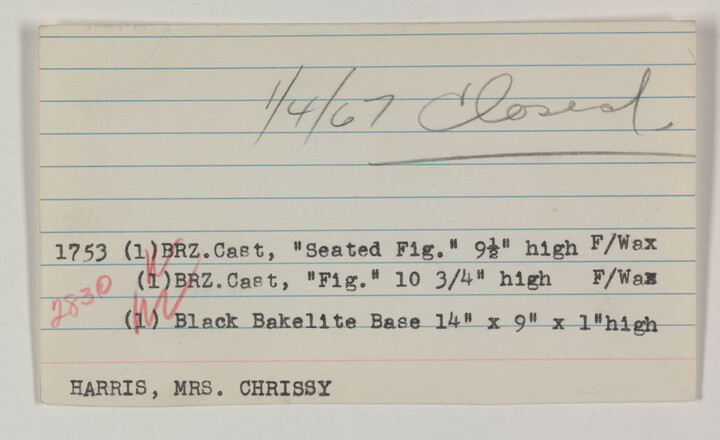 1/4/67 Closed
1753 (1) BRZ.Cast, "Seated Fig." 9½" high F/Wax
(1) BRZ.Cast, "Fig." 10 3/4" high F/Wax
2830
(1) Black Bakelite Base 14" x 9" x 1"high
HARRIS, MRS. CHRISSY